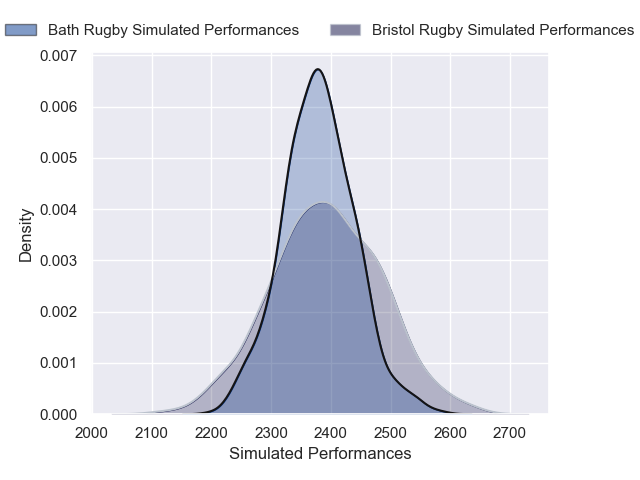 Bath Rugby Simulated Performances
Bristol Rugby Simulated Performances
0.007
0.006
0.005
0.004
0.003
0.002
0.001
0.000
Density
2000 2100 2200 2300 2400 2500 2600 2700
Simulated Performances